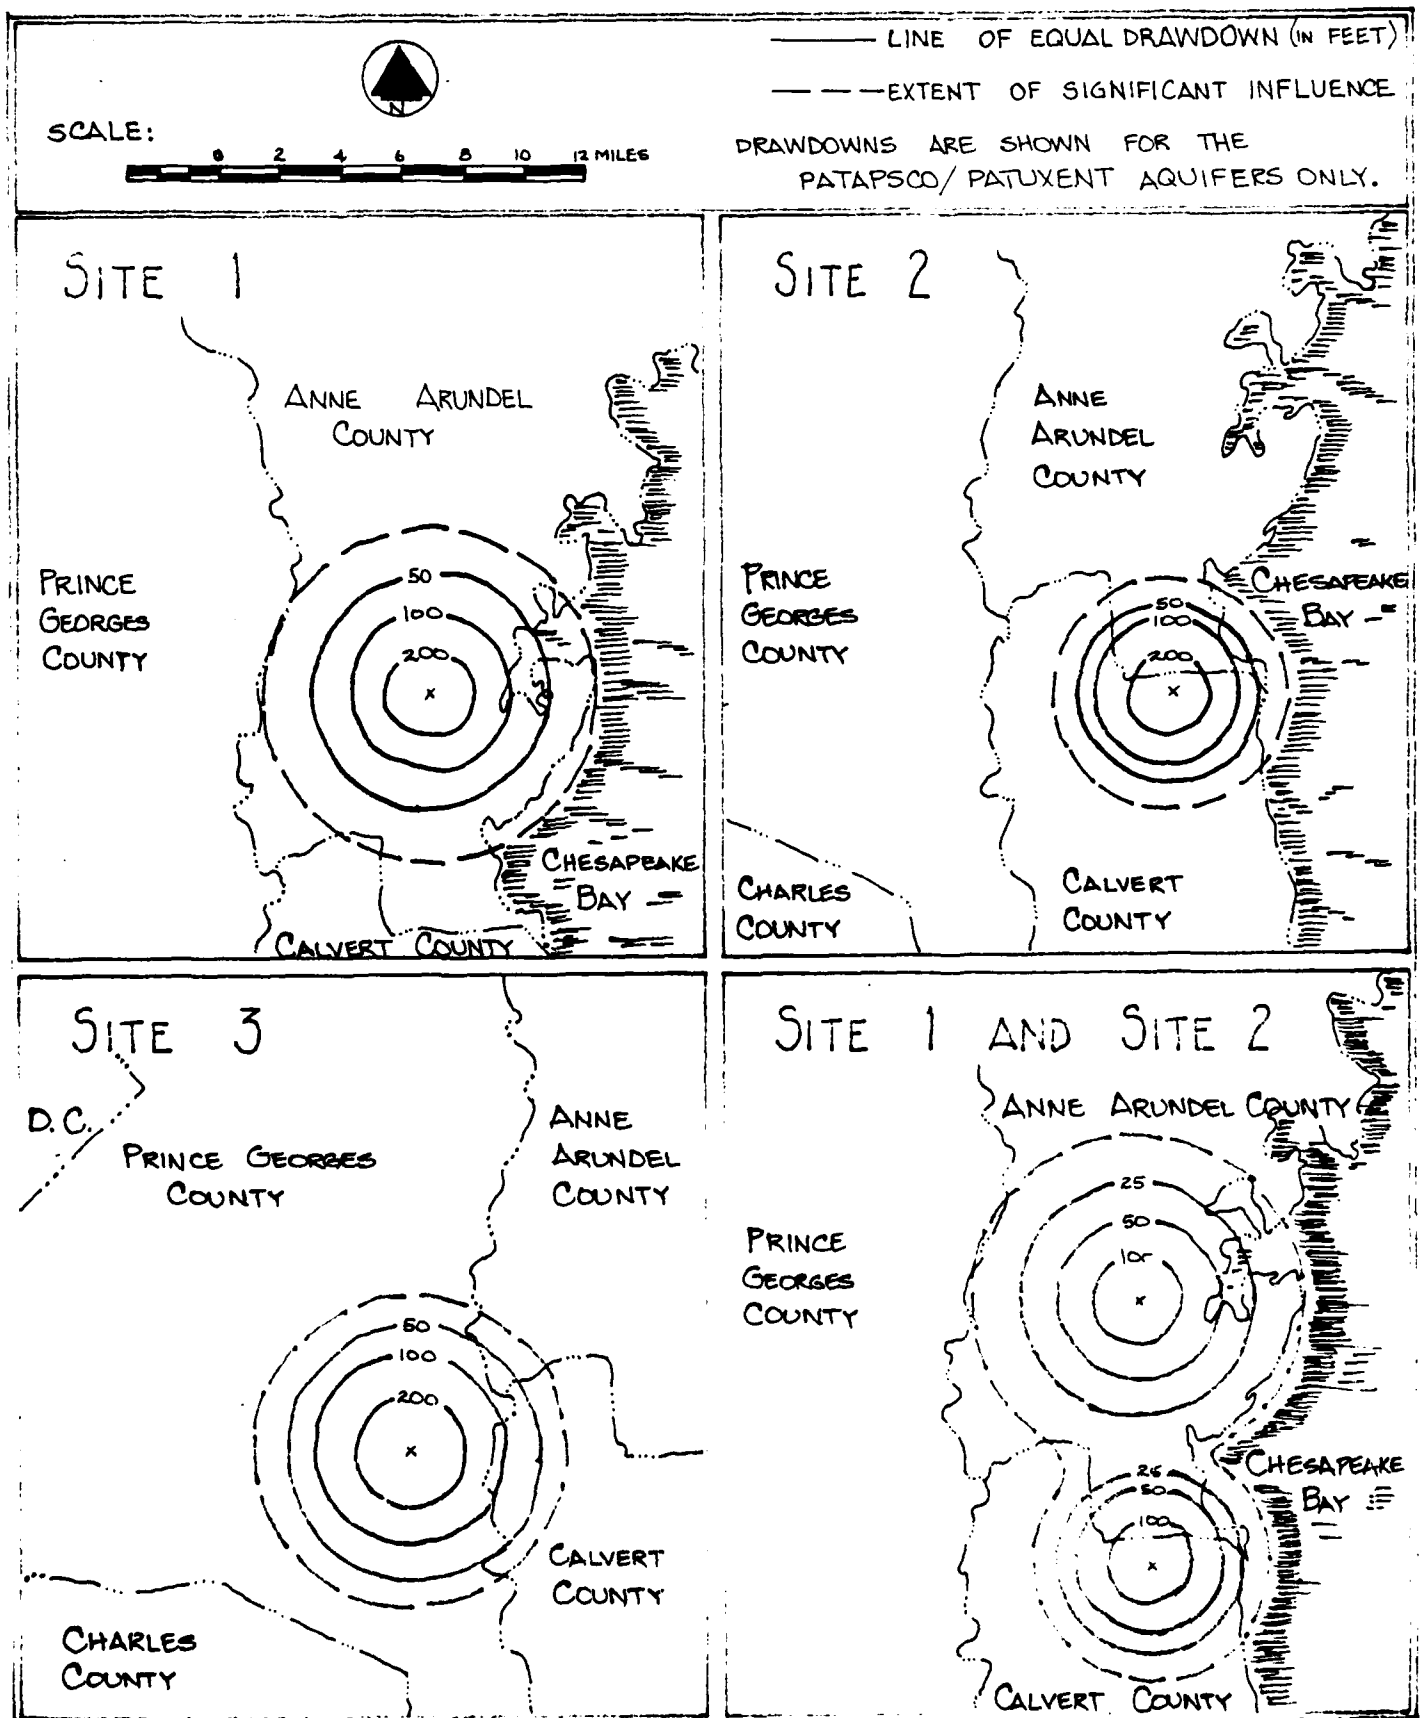 LINE OF EQUAL DRAWDOWN (IN FEET)
EXTENT OF SIGNIFICANT INFLUENCE
N
SCALE:
0 2 4 6 8 10 12 MILES
DRAWDOWNS ARE SHOWN FOR THE
PATAPSCO/PATUXENT AQUIFERS ONLY.
SITE 1
ANNE ARUNDEL
COUNTY
PRINCE
GEORGES
COUNTY
50
100
200
x
CHESAPEAKE
BAY
CALVERT COUNTY
SITE 2
ANNE
ARUNDEL
COUNTY
PRINCE
GEORGES
COUNTY
CHESAPEAKE
BAY
50
100
200
x
CHARLES
COUNTY
CALVERT
COUNTY
SITE 3
D.C.
PRINCE GEORGES
COUNTY
ANNE
ARUNDEL
COUNTY
50
100
200
x
CALVERT
COUNTY
CHARLES
COUNTY
SITE 1 AND SITE 2
ANNE ARUNDEL COUNTY
25
50
x
PRINCE
GEORGES
COUNTY
CHESAPEAKE
BAY
25
50
100
x
CALVERT COUNTY